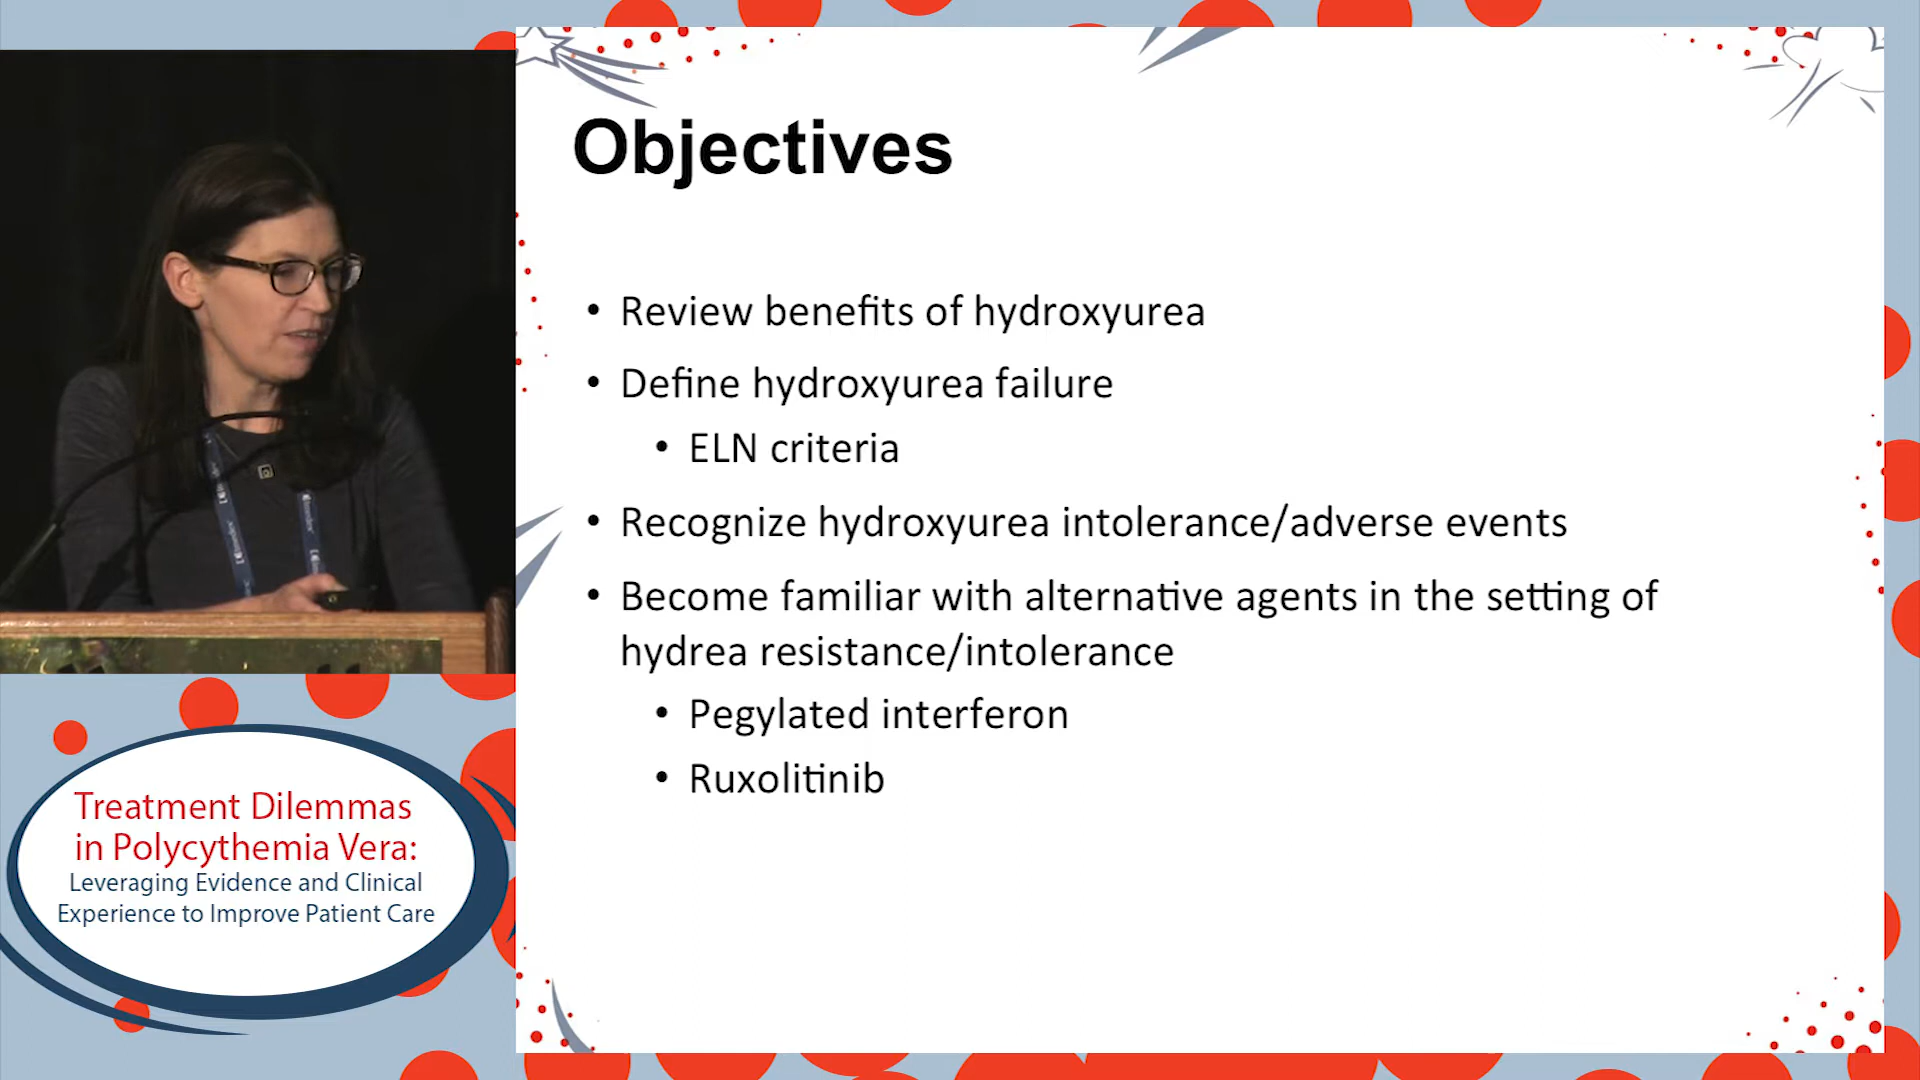 Objectives
• Review benefits of hydroxyurea
• Define hydroxyurea failure
• ELN criteria
• Recognize hydroxyurea intolerance/adverse events
• Become familiar with alternative agents in the setting of
hydrea resistance/intolerance
• Pegylated interferon
• Ruxolitinib
Treatment Dilemmas
in Polycythemia Vera:
Leveraging Evidence and Clinical
Experience to Improve Patient Care